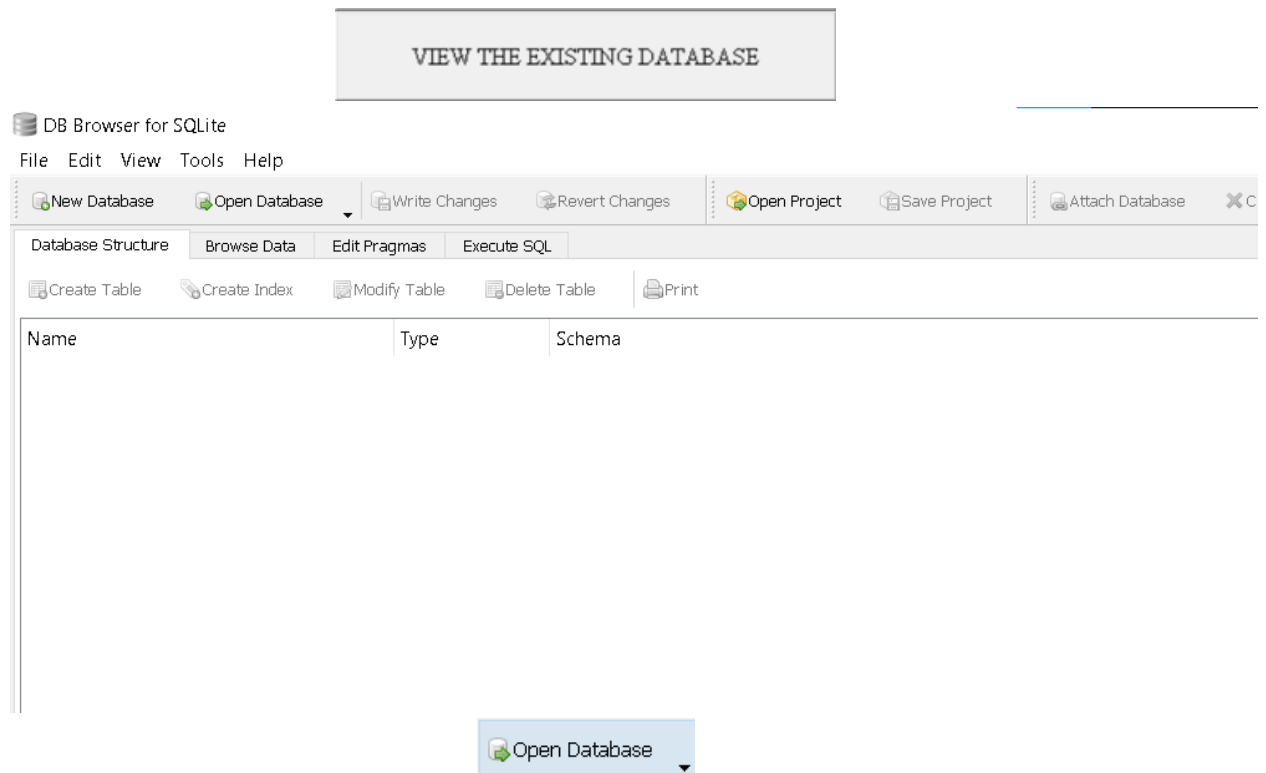 VIEW THE EXISTING DATABASE
DB Browser for SQLite
File Edit View Tools Help
New Database Open Database Write Changes Revert Changes Open Project Save Project Attach Database C
Database Structure Browse Data Edit Pragmas Execute SQL
Create Table Create Index Modify Table Delete Table Print
Name Type Schema
Open Database